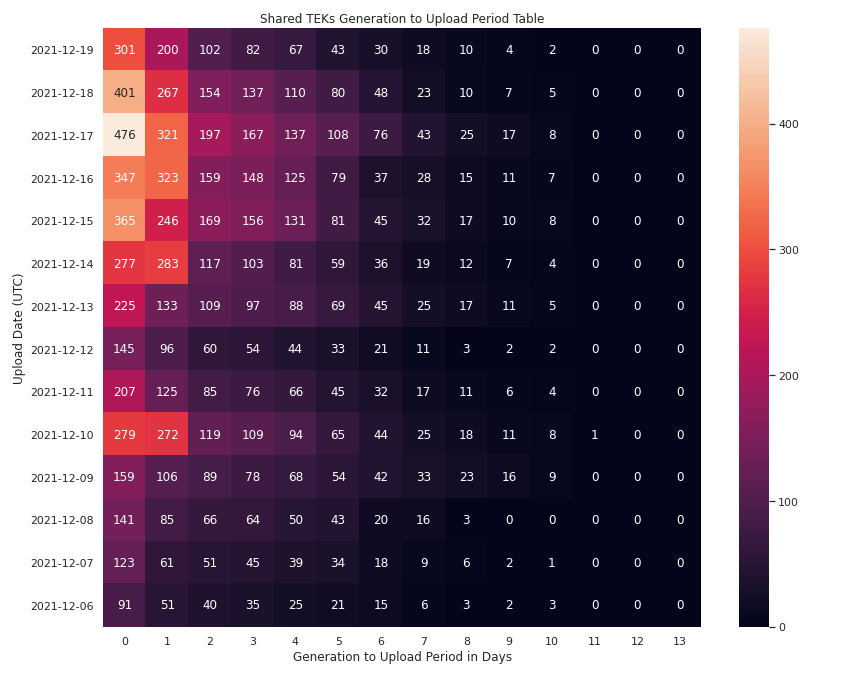 Shared TEKs Generation to Upload Period Table
Upload Date (UTC)
2021-12-19 301 200 102 82 67 43 30 18 10 4 2 0 0 0
2021-12-18 401 267 154 137 110 80 48 23 10 7 5 0 0 0
400
2021-12-17 476 321 197 167 137 108 76 43 25 17 8 0 0 0
2021-12-16 347 323 159 148 125 79 37 28 15 11 7 0 0 0
2021-12-15 365 246 169 156 131 81 45 32 17 10 8 0 0 0
300
2021-12-14 277 283 117 103 81 59 36 19 12 7 4 0 0 0
2021-12-13 225 133 109 97 88 69 45 25 17 11 5 0 0 0
2021-12-12 145 96 60 54 44 33 21 11 3 2 2 0 0 0
200
2021-12-11 207 125 85 76 66 45 32 17 11 6 4 0 0 0
2021-12-10 279 272 119 109 94 65 44 25 18 11 8 1 0 0
2021-12-09 159 106 89 78 68 54 42 33 23 16 9 0 0 0
100
2021-12-08 141 85 66 64 50 43 20 16 3 0 0 0 0 0
2021-12-07 123 61 51 45 39 34 18 9 6 2 1 0 0 0
2021-12-06 91 51 40 35 25 21 15 6 3 2 3 0 0 0
0
0 1 2 3 4 5 6 7 8 9 10 11 12 13
Generation to Upload Period in Days